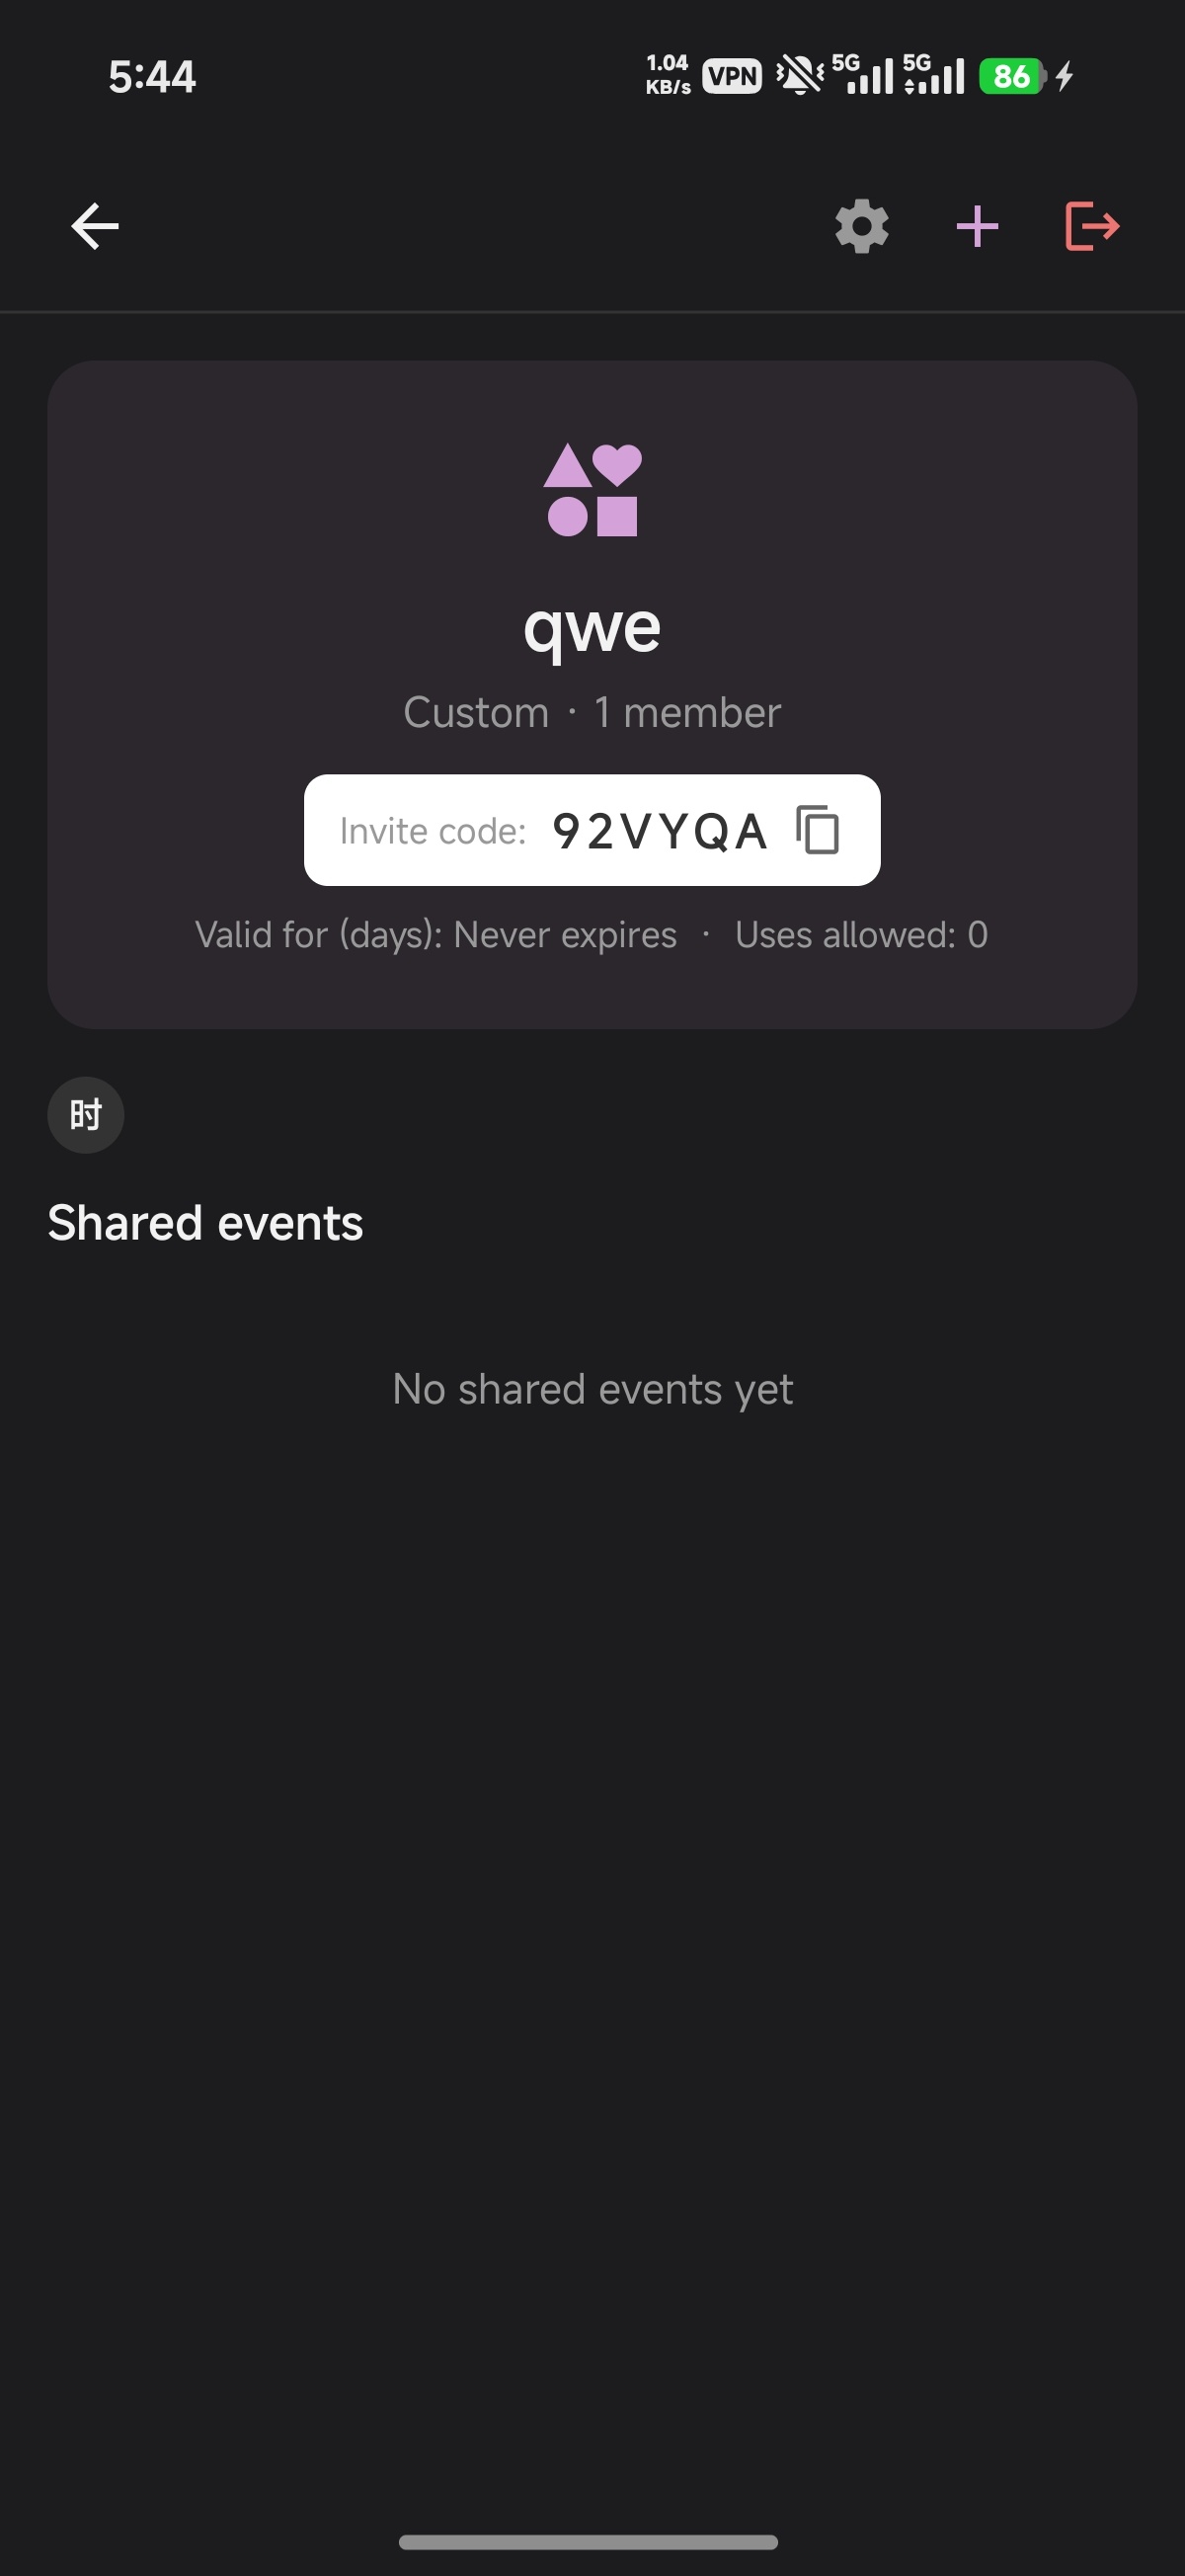 5:44
1.04 KB/s VPN 5G 5G 86
qwe
Custom · 1 member
Invite code: 92VYQA
Valid for (days): Never expires · Uses allowed: 0
时
Shared events
No shared events yet